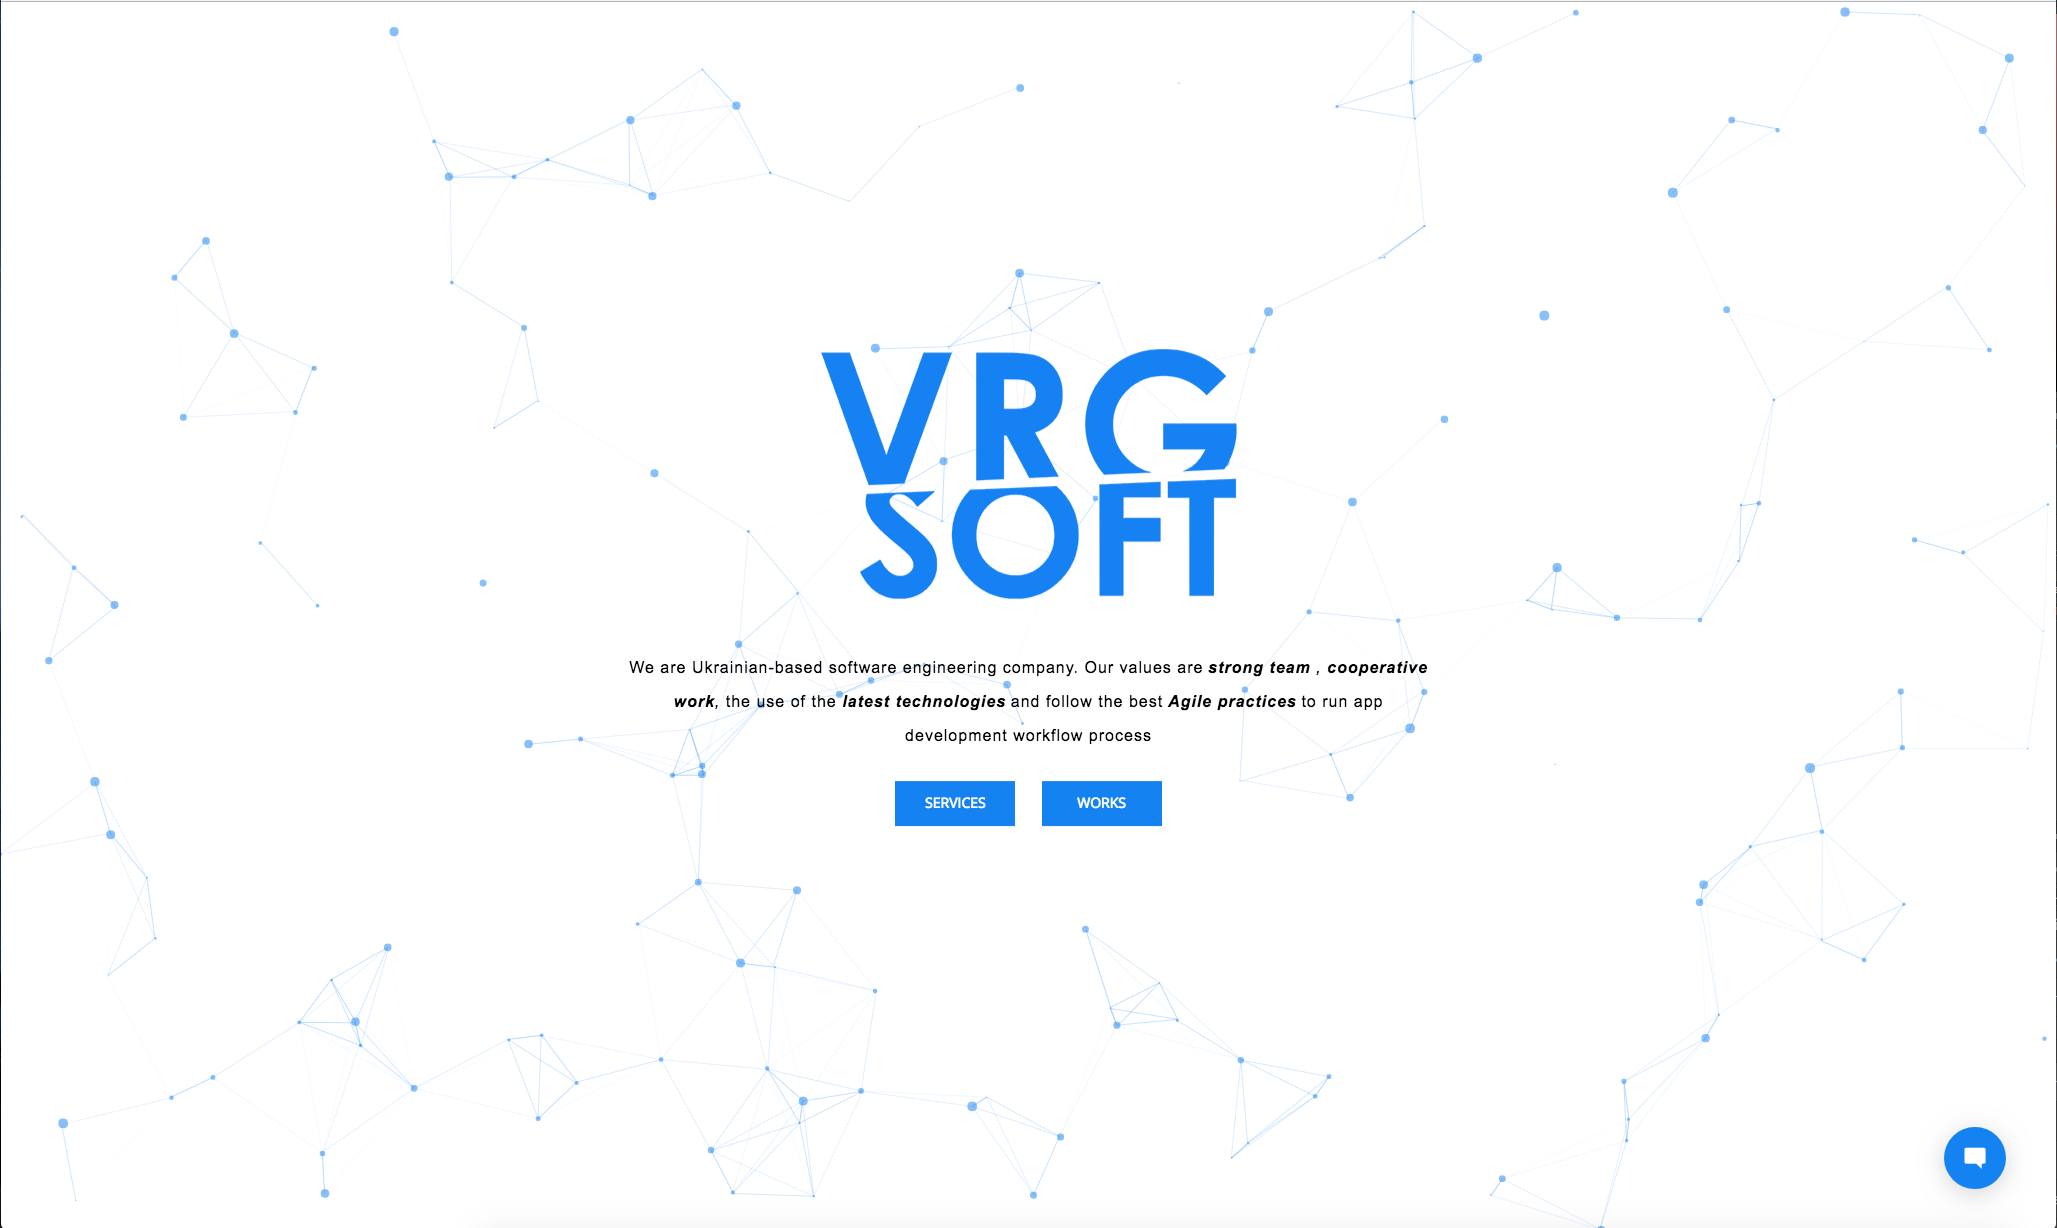 VRG
SOFT
We are Ukrainian-based software engineering company. Our values are strong team , cooperative
work, the use of the latest technologies and follow the best Agile practices to run app
development workflow process
SERVICES WORKS